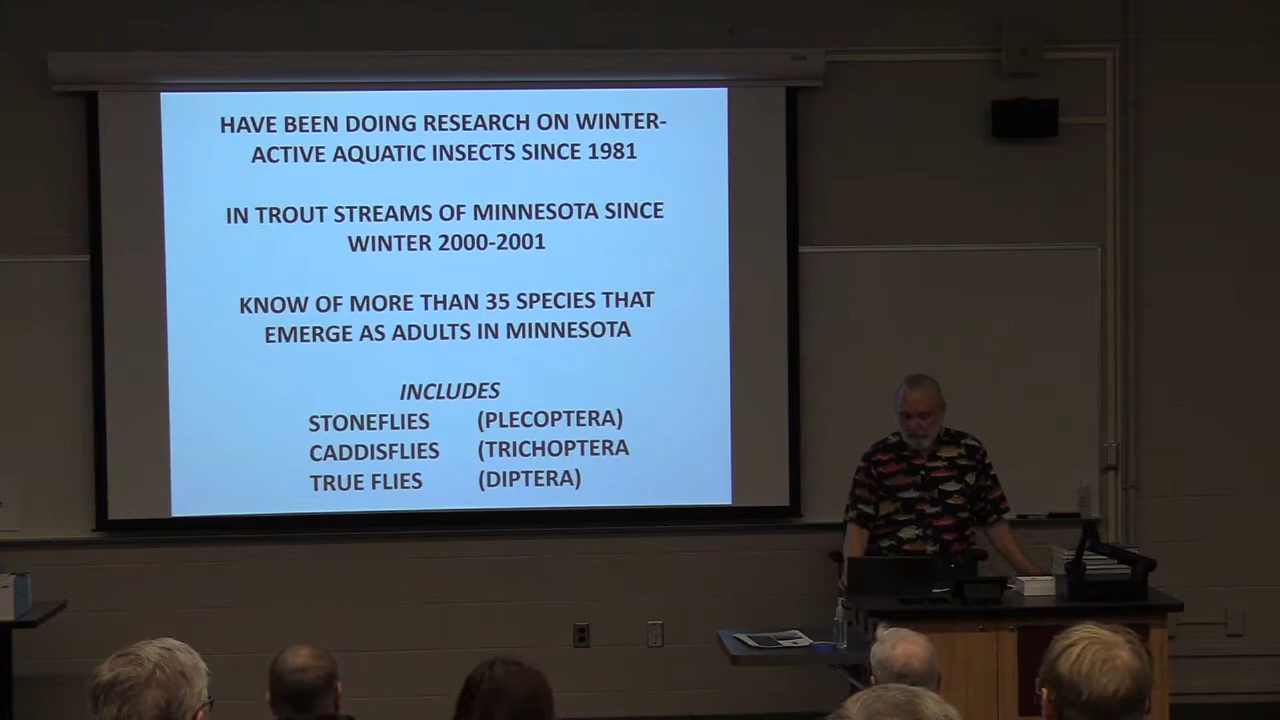 HAVE BEEN DOING RESEARCH ON WINTER-
ACTIVE AQUATIC INSECTS SINCE 1981
IN TROUT STREAMS OF MINNESOTA SINCE
WINTER 2000-2001
KNOW OF MORE THAN 35 SPECIES THAT
EMERGE AS ADULTS IN MINNESOTA
INCLUDES
STONEFLIES (PLECOPTERA)
CADDISFLIES (TRICHOPTERA
TRUE FLIES (DIPTERA)